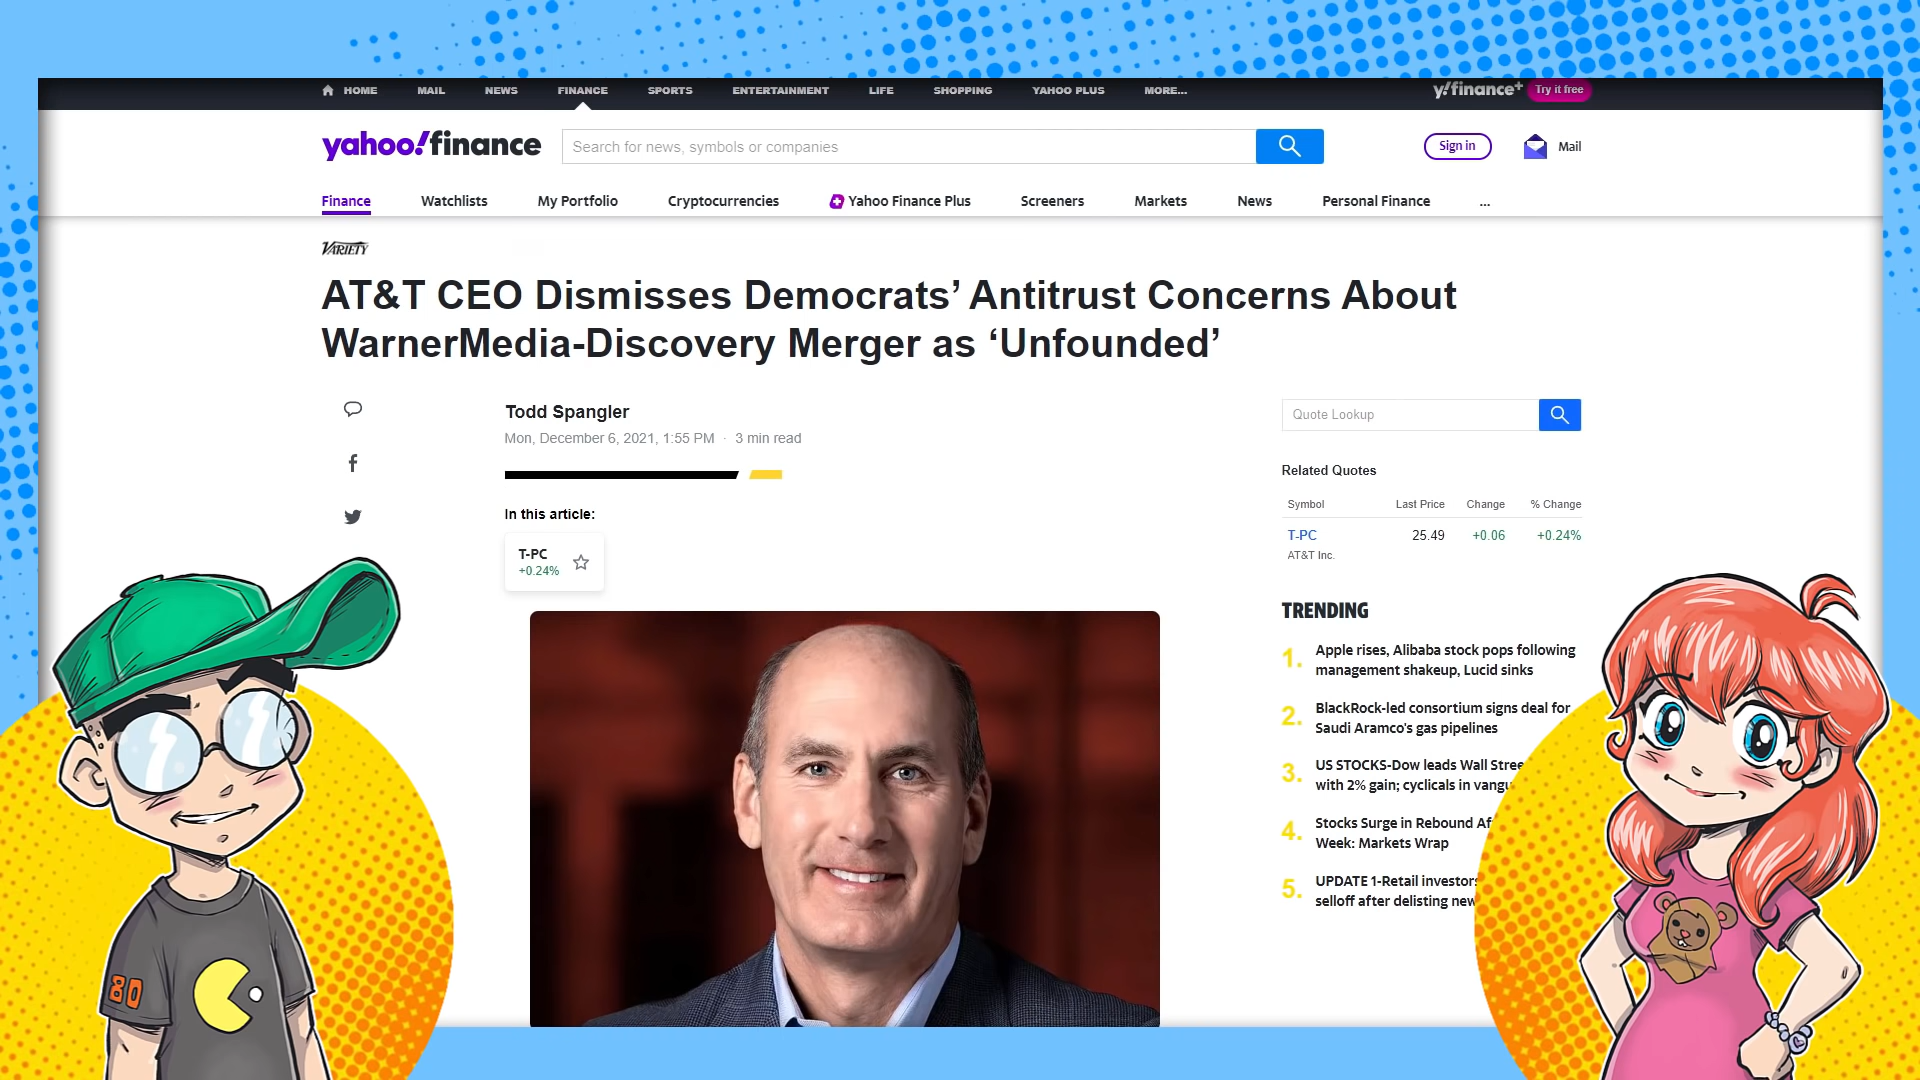 HOME MAIL NEWS FINANCE SPORTS ENTERTAINMENT LIFE SHOPPING YAHOO PLUS MORE... y!finance+ Try it free
yahoo!finance Search for news, symbols or companies Sign in Mail
Finance Watchlists My Portfolio Cryptocurrencies Yahoo Finance Plus Screeners Markets News Personal Finance ...
VARIETY
AT&T CEO Dismisses Democrats’ Antitrust Concerns About
WarnerMedia-Discovery Merger as ‘Unfounded’
Todd Spangler
Mon, December 6, 2021, 1:55 PM · 3 min read
In this article:
T-PC
+0.24%
Quote Lookup
Related Quotes
Symbol Last Price Change % Change
T-PC 25.49 +0.06 +0.24%
AT&T Inc.
TRENDING
1. Apple rises, Alibaba stock pops following
management shakeup, Lucid sinks
2. BlackRock-led consortium signs deal for
Saudi Aramco's gas pipelines
3. US STOCKS-Dow leads Wall Stree
with 2% gain; cyclicals in vangu
4. Stocks Surge in Rebound Af
Week: Markets Wrap
5. UPDATE 1-Retail investors
selloff after delisting new
80